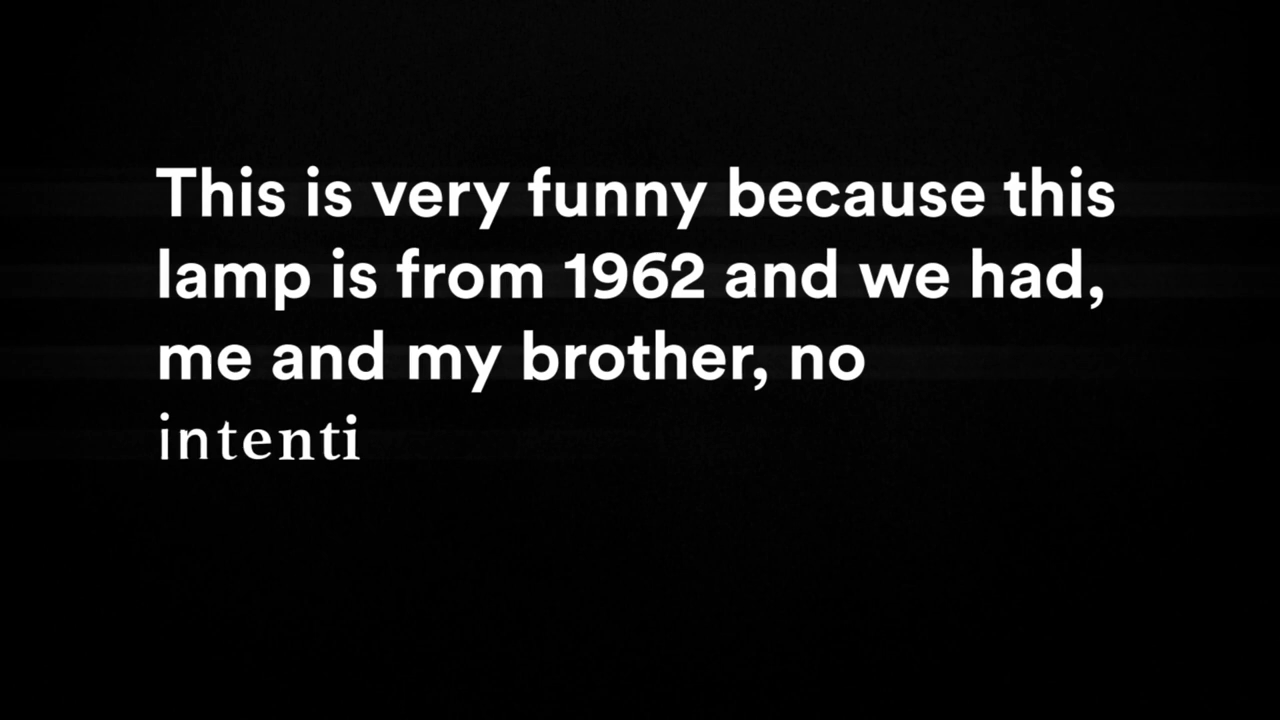 This is very funny because this
lamp is from 1962 and we had,
me and my brother, no
intenti